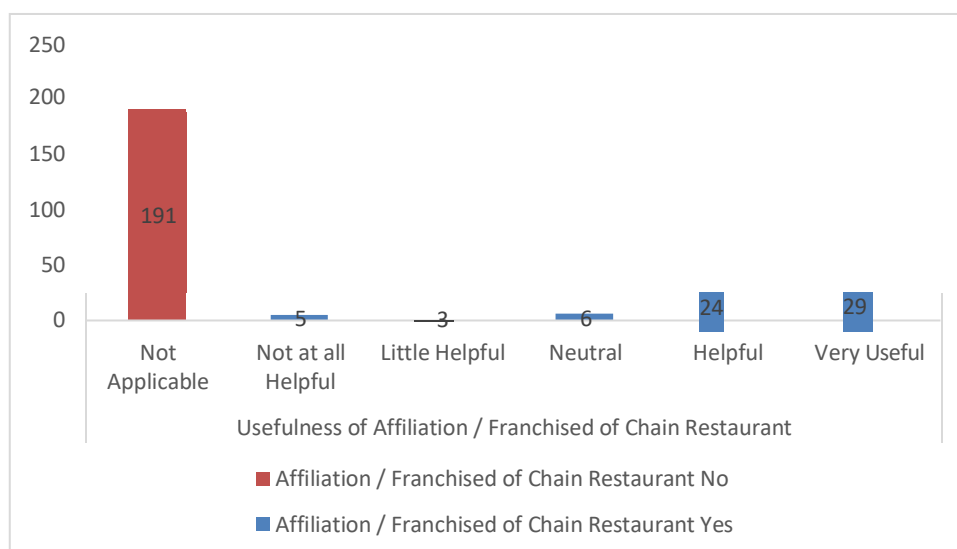 250
200
150
100
50
0
191
5
3
6
24
29
Not Applicable
Not at all Helpful
Little Helpful
Neutral
Helpful
Very Useful
Usefulness of Affiliation / Franchised of Chain Restaurant
Affiliation / Franchised of Chain Restaurant No
Affiliation / Franchised of Chain Restaurant Yes